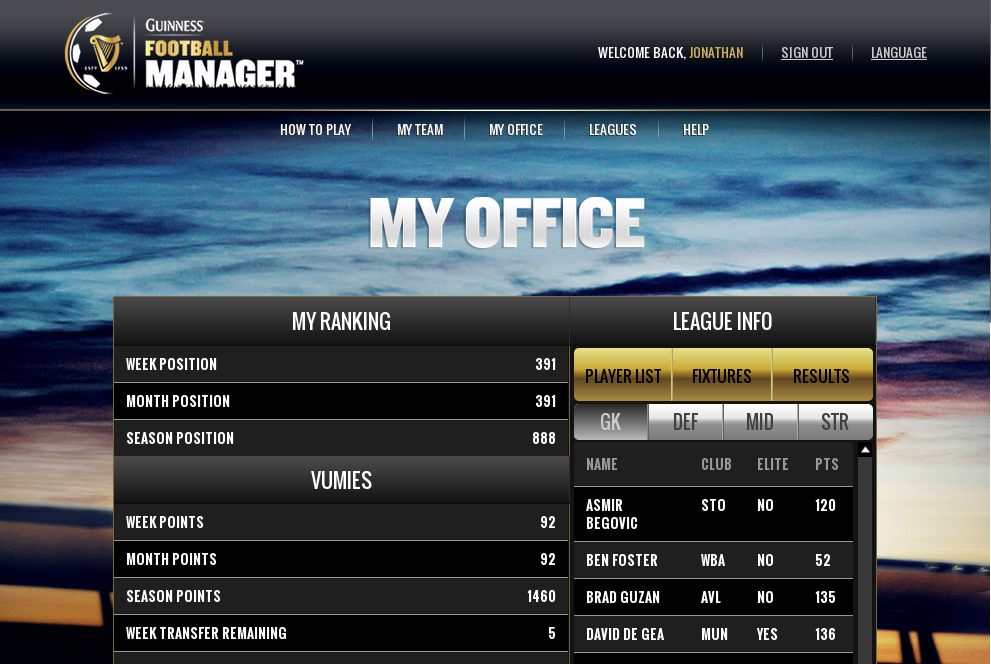 GUINNESS
FOOTBALL
MANAGER™
ESTD 1759
WELCOME BACK, JONATHAN
SIGN OUT
LANGUAGE
HOW TO PLAY
MY TEAM
MY OFFICE
LEAGUES
HELP
MY OFFICE
MY RANKING
WEEK POSITION 391
MONTH POSITION 391
SEASON POSITION 888
VUMIES
WEEK POINTS 92
MONTH POINTS 92
SEASON POINTS 1460
WEEK TRANSFER REMAINING 5
LEAGUE INFO
PLAYER LIST FIXTURES RESULTS
GK DEF MID STR
NAME CLUB ELITE PTS
ASMIR STO NO 120
BEGOVIC
BEN FOSTER WBA NO 52
BRAD GUZAN AVL NO 135
DAVID DE GEA MUN YES 136